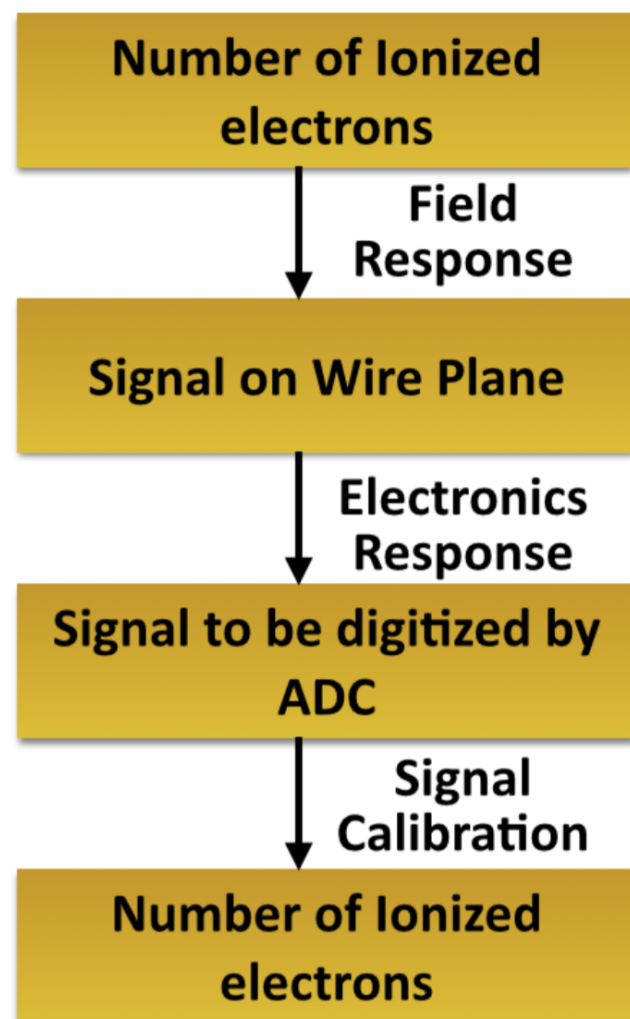 Number of Ionized
electrons
Field
Response
Signal on Wire Plane
Electronics
Response
Signal to be digitized by
ADC
Signal
Calibration
Number of Ionized
electrons